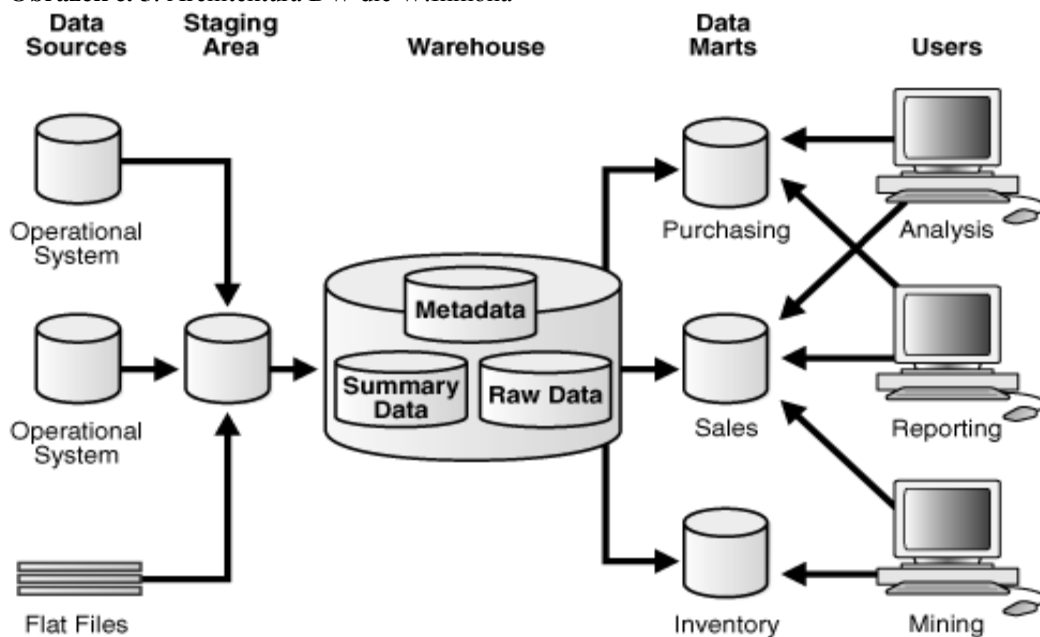 Data
Sources
Staging
Area
Warehouse
Data
Marts
Users
Operational
System
Purchasing
Analysis
Metadata
Summary
Data
Raw Data
Operational
System
Sales
Reporting
Flat Files
Inventory
Mining